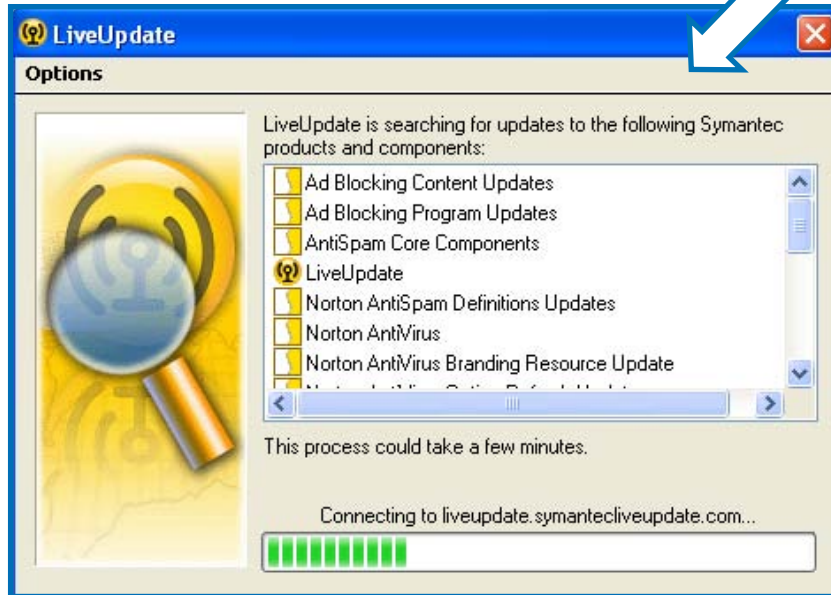 LiveUpdate
Options
LiveUpdate is searching for updates to the following Symantec
products and components:
Ad Blocking Content Updates
Ad Blocking Program Updates
AntiSpam Core Components
LiveUpdate
Norton AntiSpam Definitions Updates
Norton AntiVirus
Norton AntiVirus Branding Resource Update
This process could take a few minutes.
Connecting to liveupdate.symantecliveupdate.com...